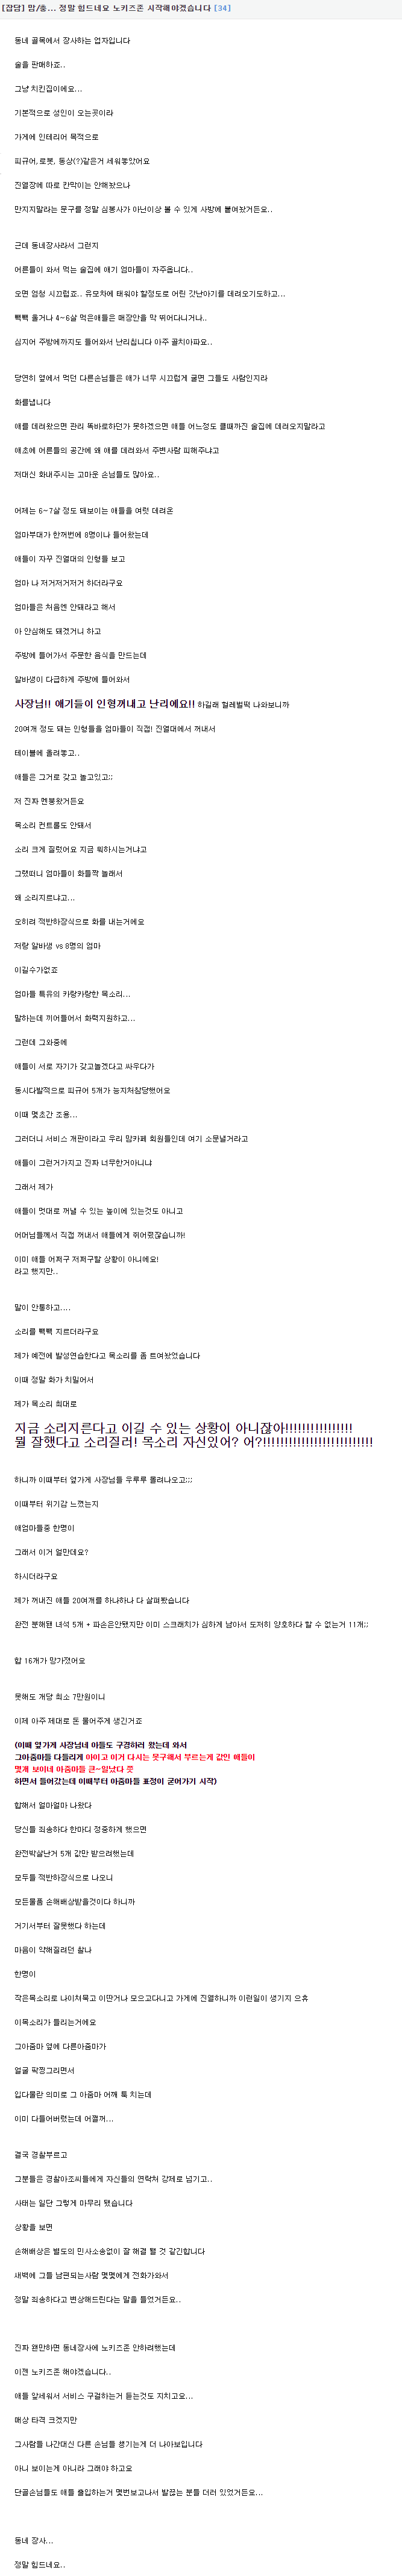 [잡담] 맘/충... 정말 힘드네요 노키즈존 시작해야겠습니다 [34]
동네 골목에서 장사하는 업자입니다
술을 판매하죠..
그냥 치킨집이에요...
기본적으로 성인이 오는곳이라
가게에 인테리어 목적으로
피규어,로봇, 동상(?)같은거 세워놓았어요
진열장에 따로 칸막이는 안해놨으나
만지지말라는 문구를 정말 심봉사가 아닌이상 볼 수 있게 사방에 붙여놨거든요..
근데 동네장사라서 그런지
어른들이 와서 먹는 술집에 애기 엄마들이 자주옵니다..
오면 엄청 시끄럽죠.. 유모차에 태워야 할정도로 어린 갓난아기를 데려오기도하고...
빽빽 울거나 4~6살 먹은애들은 매장안을 막 뛰어다니거나..
심지어 주방에까지도 들어와서 난리칩니다 아주 골치아파요..
당연히 옆에서 먹던 다른손님들은 애가 너무 시끄럽게 굴면 그들도 사람인지라
화를냅니다
애를 데려왔으면 관리 똑바로하던가 못하겠으면 애들 어느정도 클때까진 술집에 데려오지말라고
애초에 어른들의 공간에 왜 애를 데려와서 주변사람 피해주냐고
저대신 화내주시는 고마운 손님들도 많아요..
어제는 6~7살 정도 돼보이는 애들을 여럿 데려온
엄마부대가 한꺼번에 8명이나 들어왔는데
애들이 자꾸 진열대의 인형들 보고
엄마 나 저거저거저거 하더라구요
엄마들은 처음엔 안돼라고 해서
아 안심해도 돼겠거니 하고
주방에 들어가서 주문한 음식을 만드는데
알바생이 다급하게 주방에 들어와서
사장님!! 애기들이 인형꺼내고 난리에요!! 하길래 헐레벌떡 나와보니까
20여개 정도 돼는 인형들을 엄마들이 직접! 진열대에서 꺼내서
테이블에 올려놓고..
애들은 그거로 갖고 놀고있고;;
저 진짜 멘붕왔거든요
목소리 컨트롤도 안돼서
소리 크게 질렀어요 지금 뭐하시는거냐고
그랬더니 엄마들이 화들짝 놀래서
왜 소리지르냐고...
오히려 적반하장식으로 화를 내는거에요
저랑 알바생 vs 8명의 엄마
이길수가없죠
엄마들 특유의 카랑카랑한 목소리...
말하는데 끼어들어서 화력지원하고...
그런데 그와중에
애들이 서로 자기가 갖고놀겠다고 싸우다가
동시다발적으로 피규어 5개가 능지처참당했어요
이때 몇초간 조용...
그러더니 서비스 개판이라고 우리 맘카페 회원들인데 여기 소문낼거라고
애들이 그런거가지고 진짜 너무한거아니냐
그래서 제가
애들이 멋대로 꺼낼 수 있는 높이에 있는것도 아니고
어머님들께서 직접 꺼내서 애들에게 쥐어줬잖습니까!
이미 애들 어쩌구 저쩌구할 상황이 아니에요!
라고 했지만..
말이 안통하고....
소리를 빽빽 지르더라구요
제가 예전에 발성연습한다고 목소리를 좀 트여놨었습니다
이때 정말 화가 치밀어서
제가 목소리 최대로
지금 소리지른다고 이길 수 있는 상황이 아니잖아!!!!!!!!!!!!!!!!
뭘 잘했다고 소리질러! 목소리 자신있어? 어?!!!!!!!!!!!!!!!!!!!!!!!!!!
하니까 이때부터 옆가게 사장님들 우루루 몰려나오고;;;
이때부터 위기감 느꼈는지
애엄마들중 한명이
그래서 이거 얼만데요?
하시더라구요
제가 꺼내진 애들 20여개를 하나하나 다 살펴봤습니다
완전 분해됀 녀석 5개 + 파손은안됐지만 이미 스크래치가 심하게 남아서 도저히 양호하다 할 수 없는거 11개;;
합 16개가 망가졌어요
못해도 개당 최소 7만원이니
이제 아주 제대로 돈 물어주게 생긴거죠
(이때 옆가게 사장님네 아들도 구경하러 왔는데 와서
그아줌마들 다들리게 아이고 이거 다시는 못구해서 부르는게 값인 애들이
몇개 보이네 아줌마들 큰~일났다 쯧
하면서 들어갔는데 이때부터 아줌마들 표정이 굳어가기 시작)
합해서 얼마얼마 나왔다
당신들 죄송하다 한마디 정중하게 했으면
완전박살난거 5개 값만 받으려했는데
모두들 적반하장식으로 나오니
모든물품 손해배상받을것이다 하니까
거기서부터 잘못했다 하는데
마음이 약해질려던 찰나
한명이
작은목소리로 나이쳐묵고 이딴거나 모으고다니고 가게에 진열하니까 이런일이 생기지 으휴
이목소리가 들리는거에요
그아줌마 옆에 다른아줌마가
얼굴 팍찡그리면서
입다물란 의미로 그 아줌마 어깨 툭 치는데
이미 다들어버렸는데 어쩔꺼...
결국 경찰부르고
그분들은 경찰아조씨들에게 자신들의 연락처 강제로 넘기고..
사태는 일단 그렇게 마무리 됐습니다
상황을 보면
손해배상은 별도의 민사소송없이 잘 해결 됄 것 같긴합니다
새벽에 그들 남편되는사람 몇몇에게 전화가와서
정말 죄송하다고 변상해드린다는 말을 들었거든요..
진짜 왠만하면 동네장사에 노키즈존 안하려했는데
이젠 노키즈존 해야겠습니다..
애들 앞세워서 서비스 구걸하는거 듣는것도 지치고요...
매상 타격 크겠지만
그사람들 나간대신 다른 손님들 생기는게 더 나아보입니다
아니 보이는게 아니라 그래야 하고요
단골손님들도 애들 출입하는거 몇번보고나서 발끊는 분들 더러 있었거든요...
동네 장사...
정말 힘드네요..